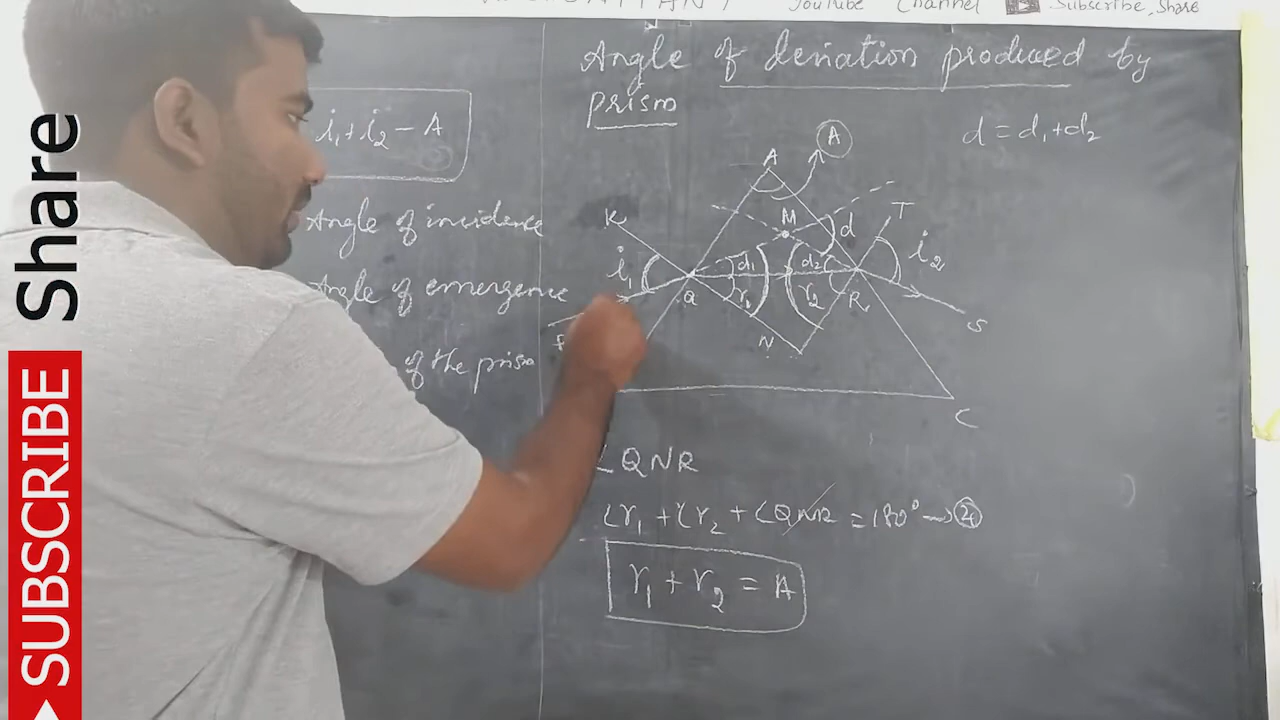 YouTube Channel Subscribe, Share
Angle of deviation produced by
prism
i₁+i₂-A
d=d₁+d₂
Angle of incidence
Angle of emergence
of the prism
A
A
K
M
T
d
i₁
d₁
d₂
i₂
Q
r₁
r₂
R
S
N
C
∠QNR
∠r₁+∠r₂+∠QNR=180°→②
r₁+r₂=A
Share
SUBSCRIBE